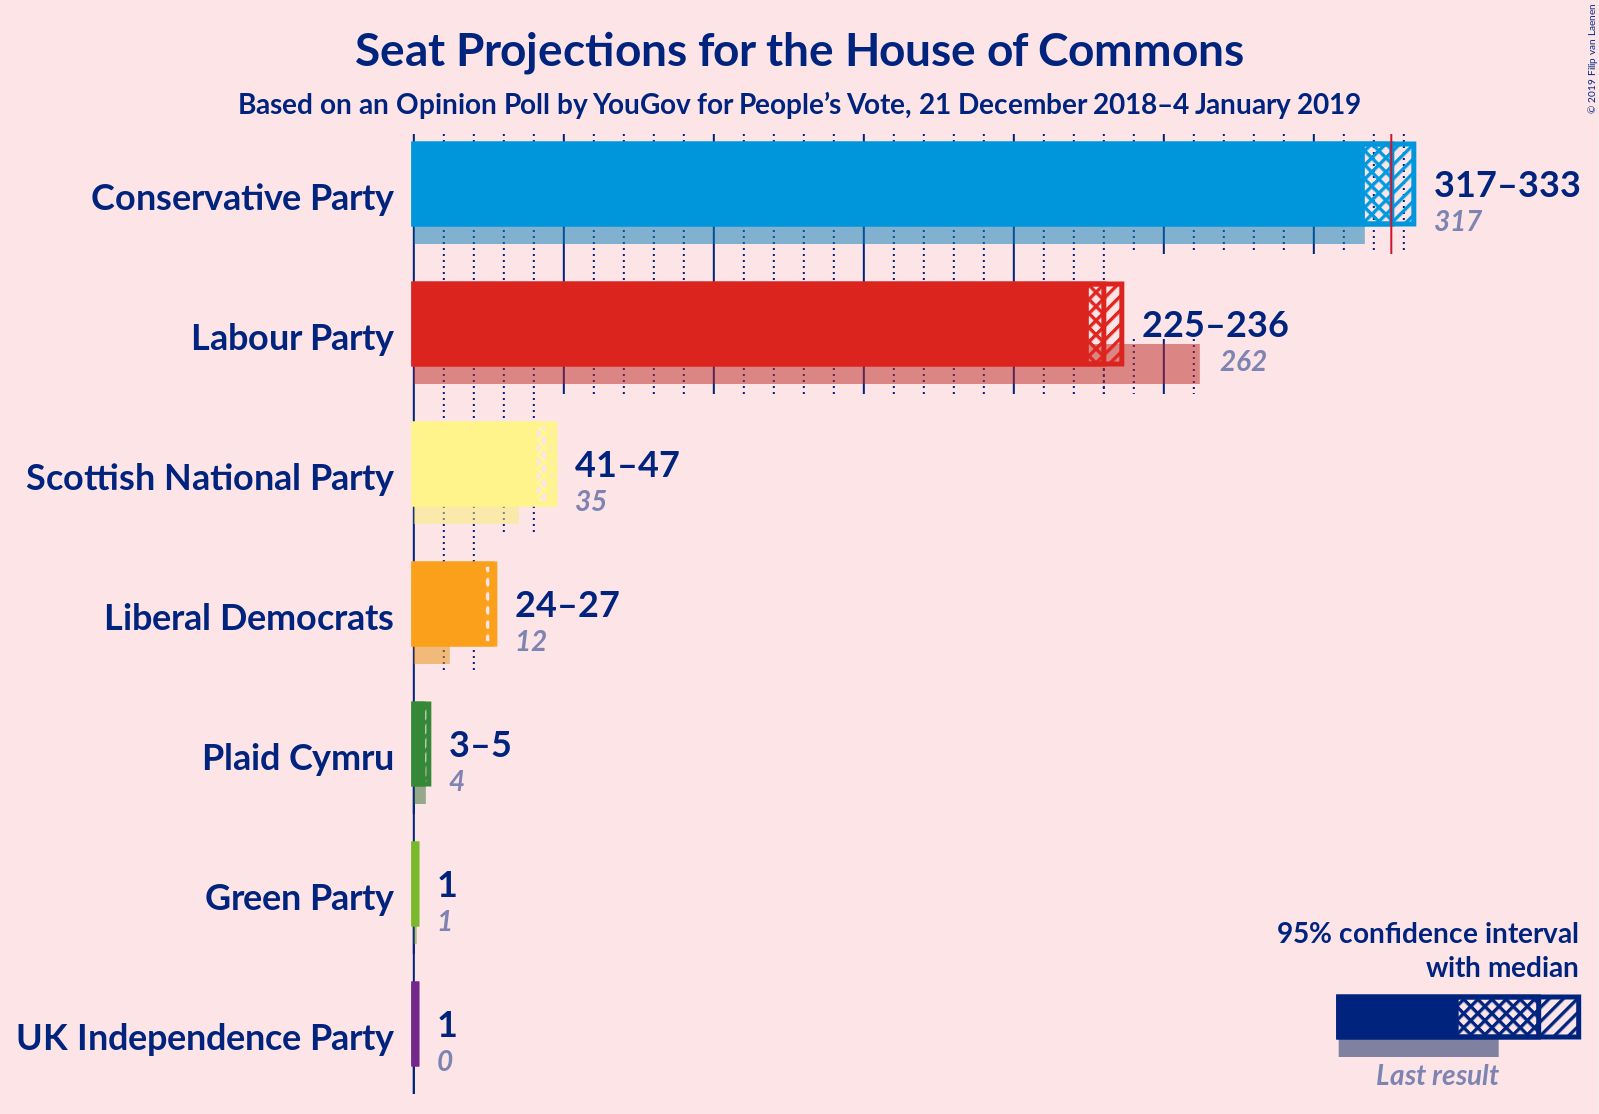 Seat Projections for the House of Commons
Based on an Opinion Poll by YouGov for People’s Vote, 21 December 2018–4 January 2019
© 2019 Filip van Laenen
Conservative Party
317–333
317
Labour Party
225–236
262
Scottish National Party
41–47
35
Liberal Democrats
24–27
12
Plaid Cymru
3–5
4
Green Party
1
1
UK Independence Party
1
0
95% confidence interval
with median
Last result